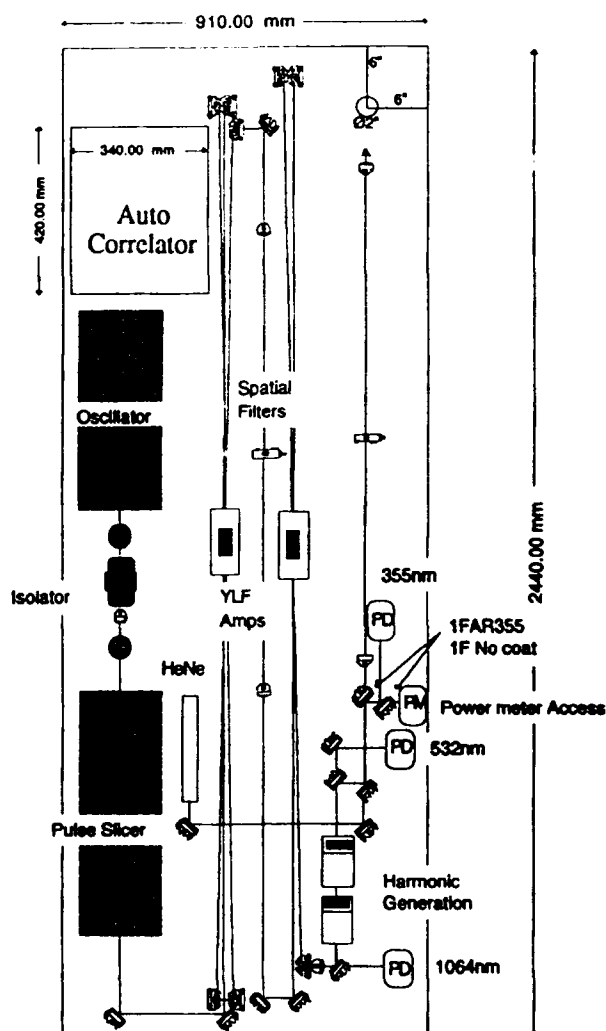 910.00 mm
6"
6"
Ø2"
340.00 mm
420.00 mm
Auto
Correlator
Oscillator
Spatial
Filters
2440.00 mm
Isolator
YLF
Amps
355nm
PD
1FAR355
1F No coat
HeNe
PM
Power meter Access
PD
532nm
Pulse Slicer
Harmonic
Generation
PD
1064nm